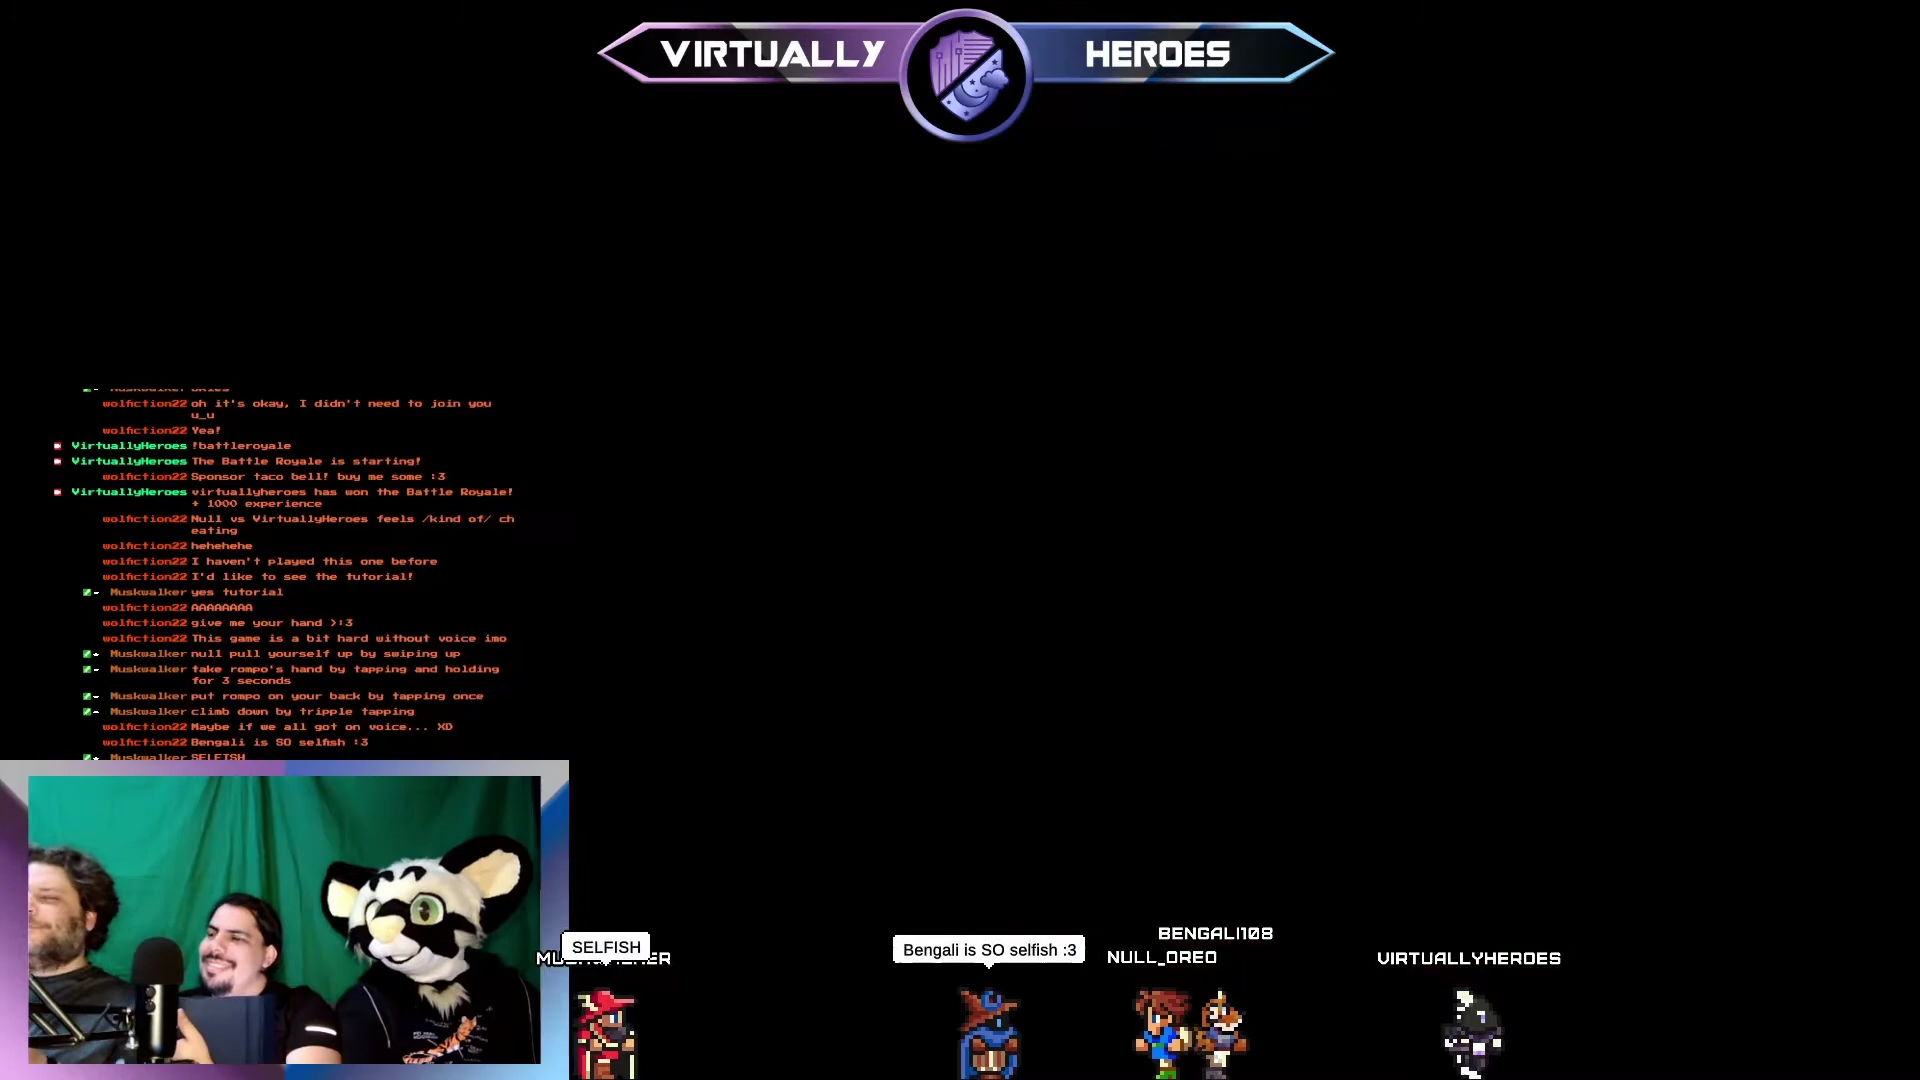 VIRTUALLY HEROES
wolfiction22 oh it's okay, I didn't need to join you
u_u
wolfiction22 Yea!
VirtuallyHeroes !battleroyale
VirtuallyHeroes The Battle Royale is starting!
wolfiction22 Sponsor taco bell! buy me some :3
VirtuallyHeroes virtuallyheroes has won the Battle Royale!
+ 1000 experience
wolfiction22 Null vs VirtuallyHeroes feels /kind of/ ch
eating
wolfiction22 hehehehe
wolfiction22 I haven't played this one before
wolfiction22 I'd like to see the tutorial!
Muskwalker yes tutorial
wolfiction22 AAAAAAAA
wolfiction22 give me your hand >:3
wolfiction22 This game is a bit hard without voice imo
Muskwalker null pull yourself up by swiping up
Muskwalker take rompo's hand by tapping and holding
for 3 seconds
Muskwalker put rompo on your back by tapping once
Muskwalker climb down by tripple tapping
wolfiction22 Maybe if we all got on voice... XD
wolfiction22 Bengali is SO selfish :3
Muskwalker SELFISH
SELFISH
Bengali is SO selfish :3
BENGALI108
NULL_OREO
VIRTUALLYHEROES